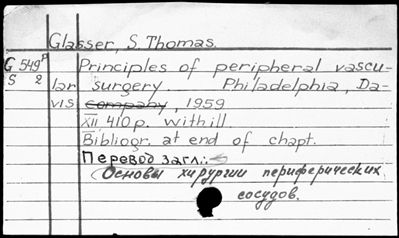 Glasser, S. Thomas.
G 549P Principles of peripheral vascu-
S 2 lar surgery. Philadelphia, Da-
vis Company, 1959
XII, 410 p. with ill.
Bibliogr. at end of chapt.
Перевод загл.:
Основы хирургии периферических
сосудов.